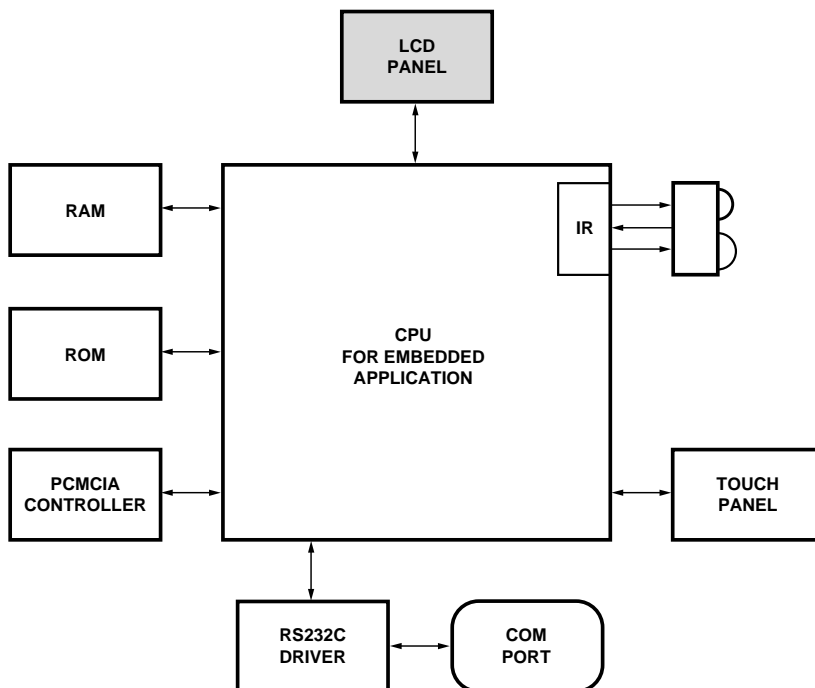 LCD
PANEL
RAM
IR
ROM
CPU
FOR EMBEDDED
APPLICATION
PCMCIA
CONTROLLER
TOUCH
PANEL
RS232C
DRIVER
COM
PORT